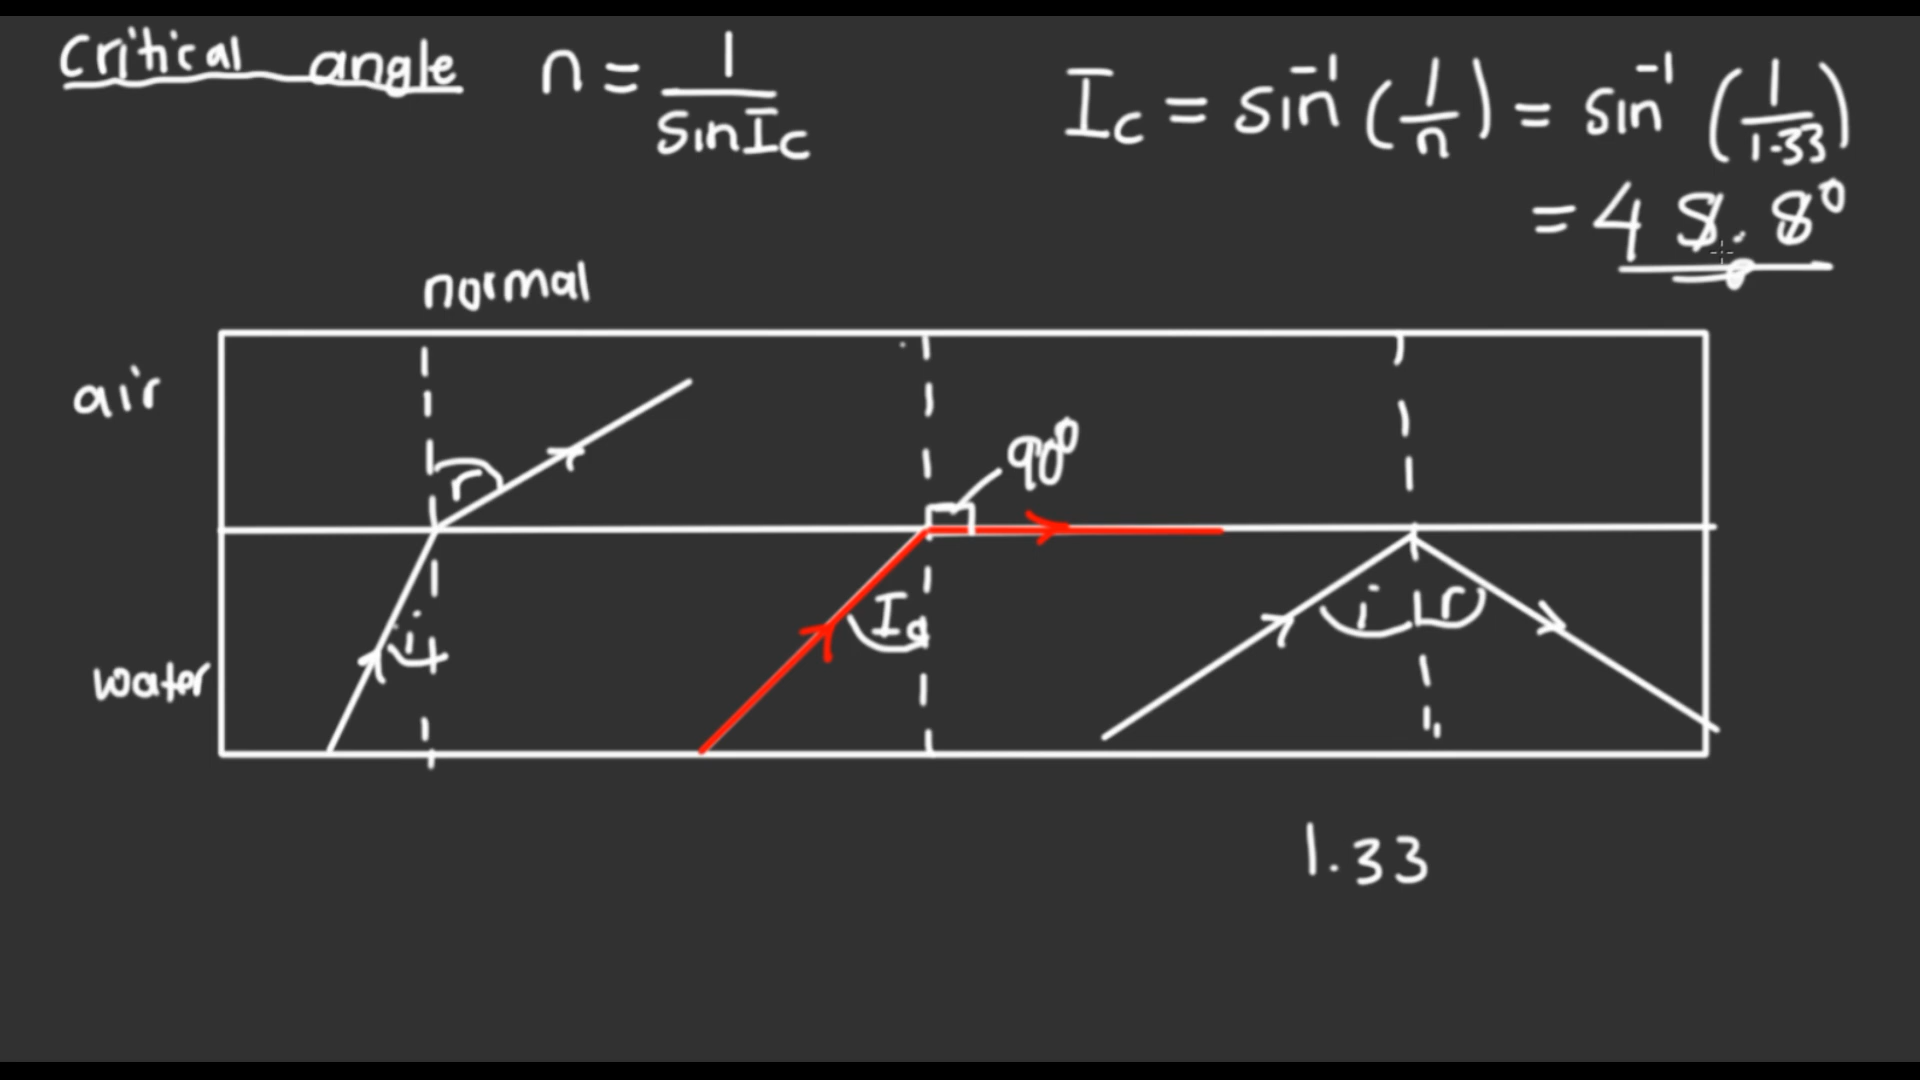 Critical angle n = 1/sinIc
Ic = sin⁻¹(1/n) = sin⁻¹(1/1.33)
= 48.8°
normal
air
r
90°
i
Ic
i r
water
1.33